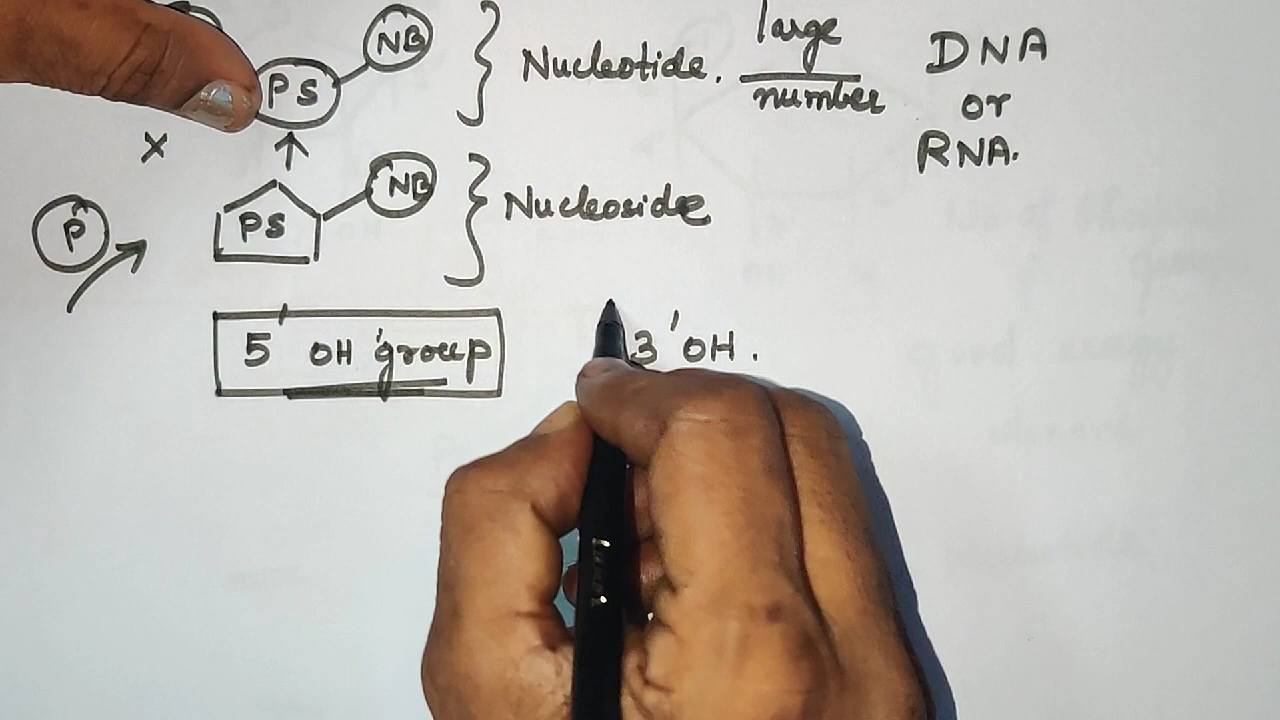 NB
PS
Nucleotide. large number
DNA
or
RNA.
x
P
PS
NB
Nucleoside
5' OH group
3' OH.